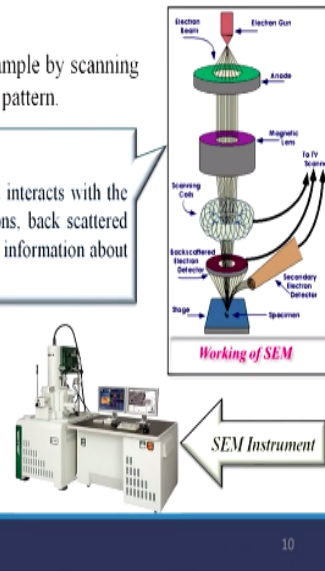 ample by scanning
pattern.
interacts with the
ons, back scattered
information about
Electron
Beam
Electron Gun
Anode
Magnetic
Lens
To TV
Scanne
Scanning
Coils
Backscattered
Electron
Detector
Secondary
Electron
Detector
Stage
Specimen
Working of SEM
SEM Instrument
10